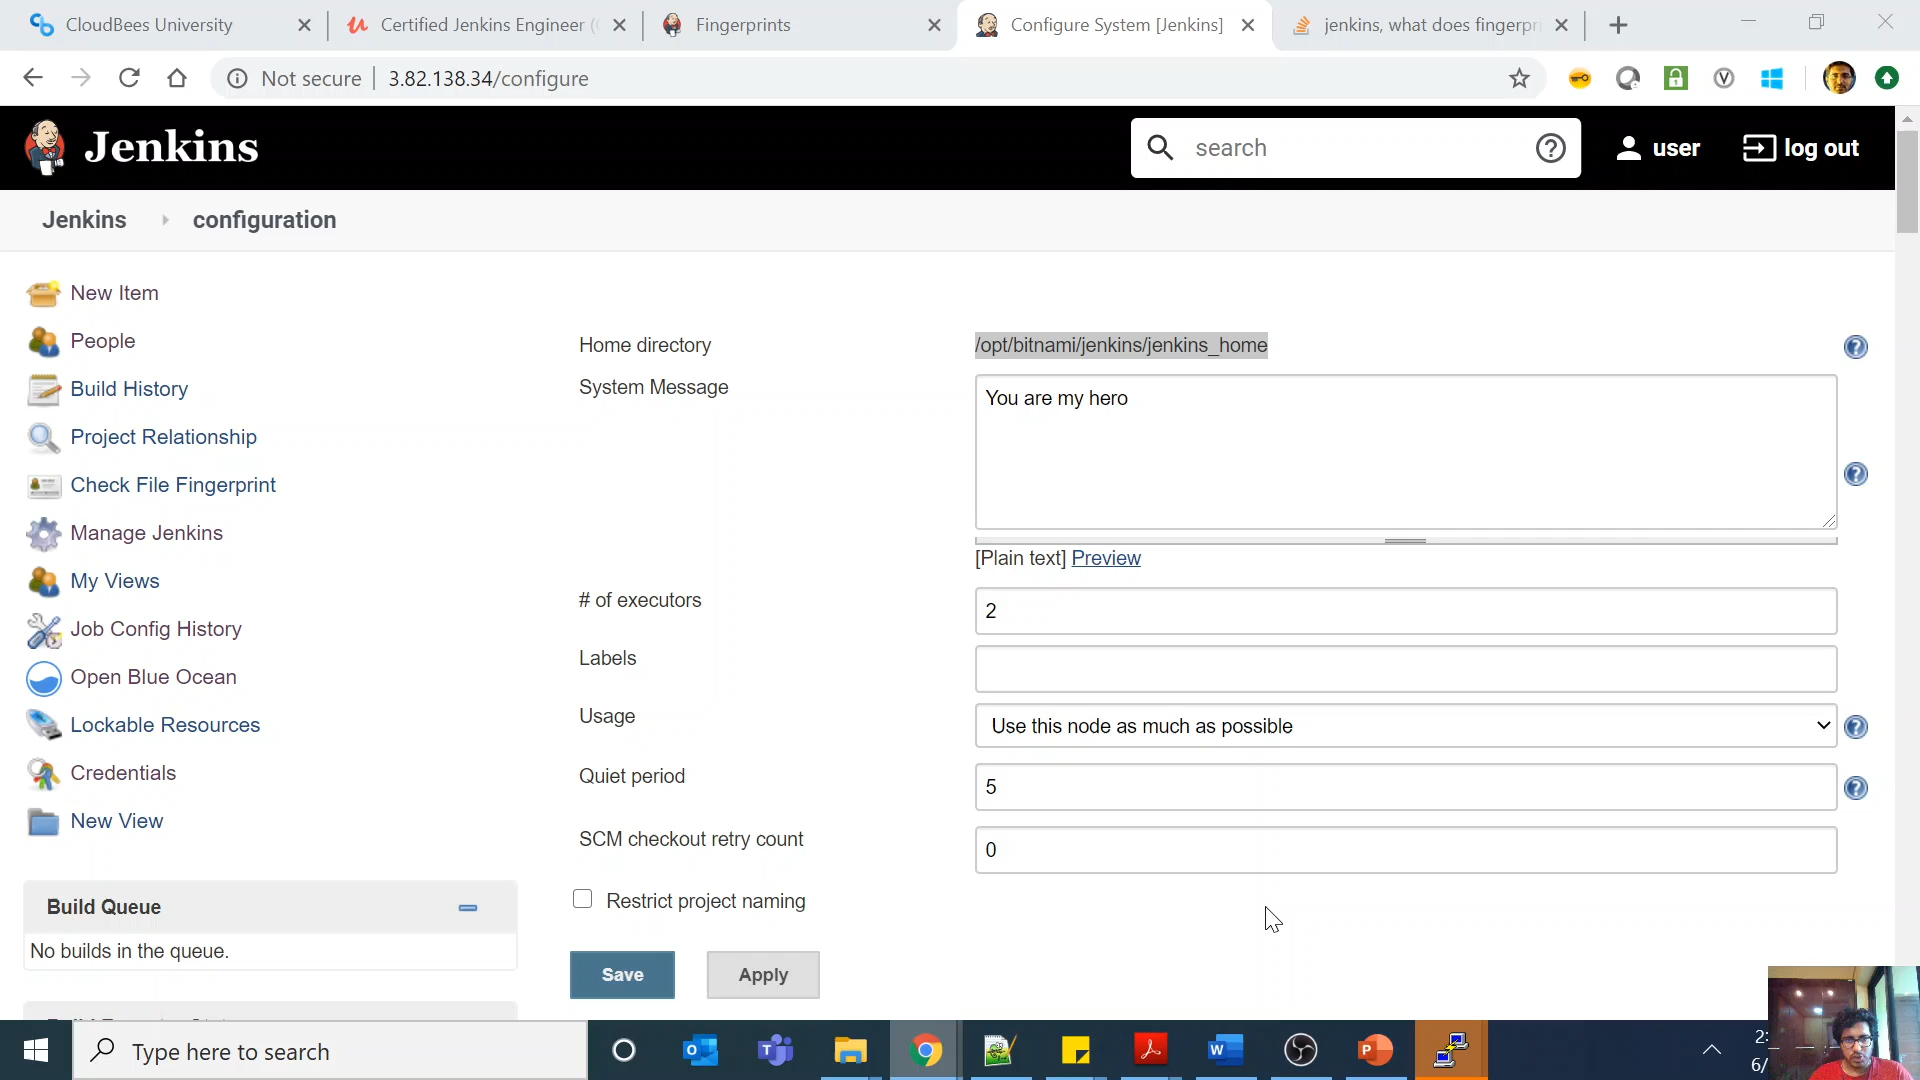 CloudBees University
Certified Jenkins Engineer (
Fingerprints
Configure System [Jenkins]
jenkins, what does fingerpri
Not secure
3.82.138.34/configure
Jenkins
search
user
log out
Jenkins
configuration
New Item
People
Build History
Project Relationship
Check File Fingerprint
Manage Jenkins
My Views
Job Config History
Open Blue Ocean
Lockable Resources
Credentials
New View
Build Queue
No builds in the queue.
Home directory
/opt/bitnami/jenkins/jenkins_home
System Message
You are my hero
[Plain text] Preview
# of executors
2
Labels
Usage
Use this node as much as possible
Quiet period
5
SCM checkout retry count
0
Restrict project naming
Save
Apply
Type here to search
2:
6/